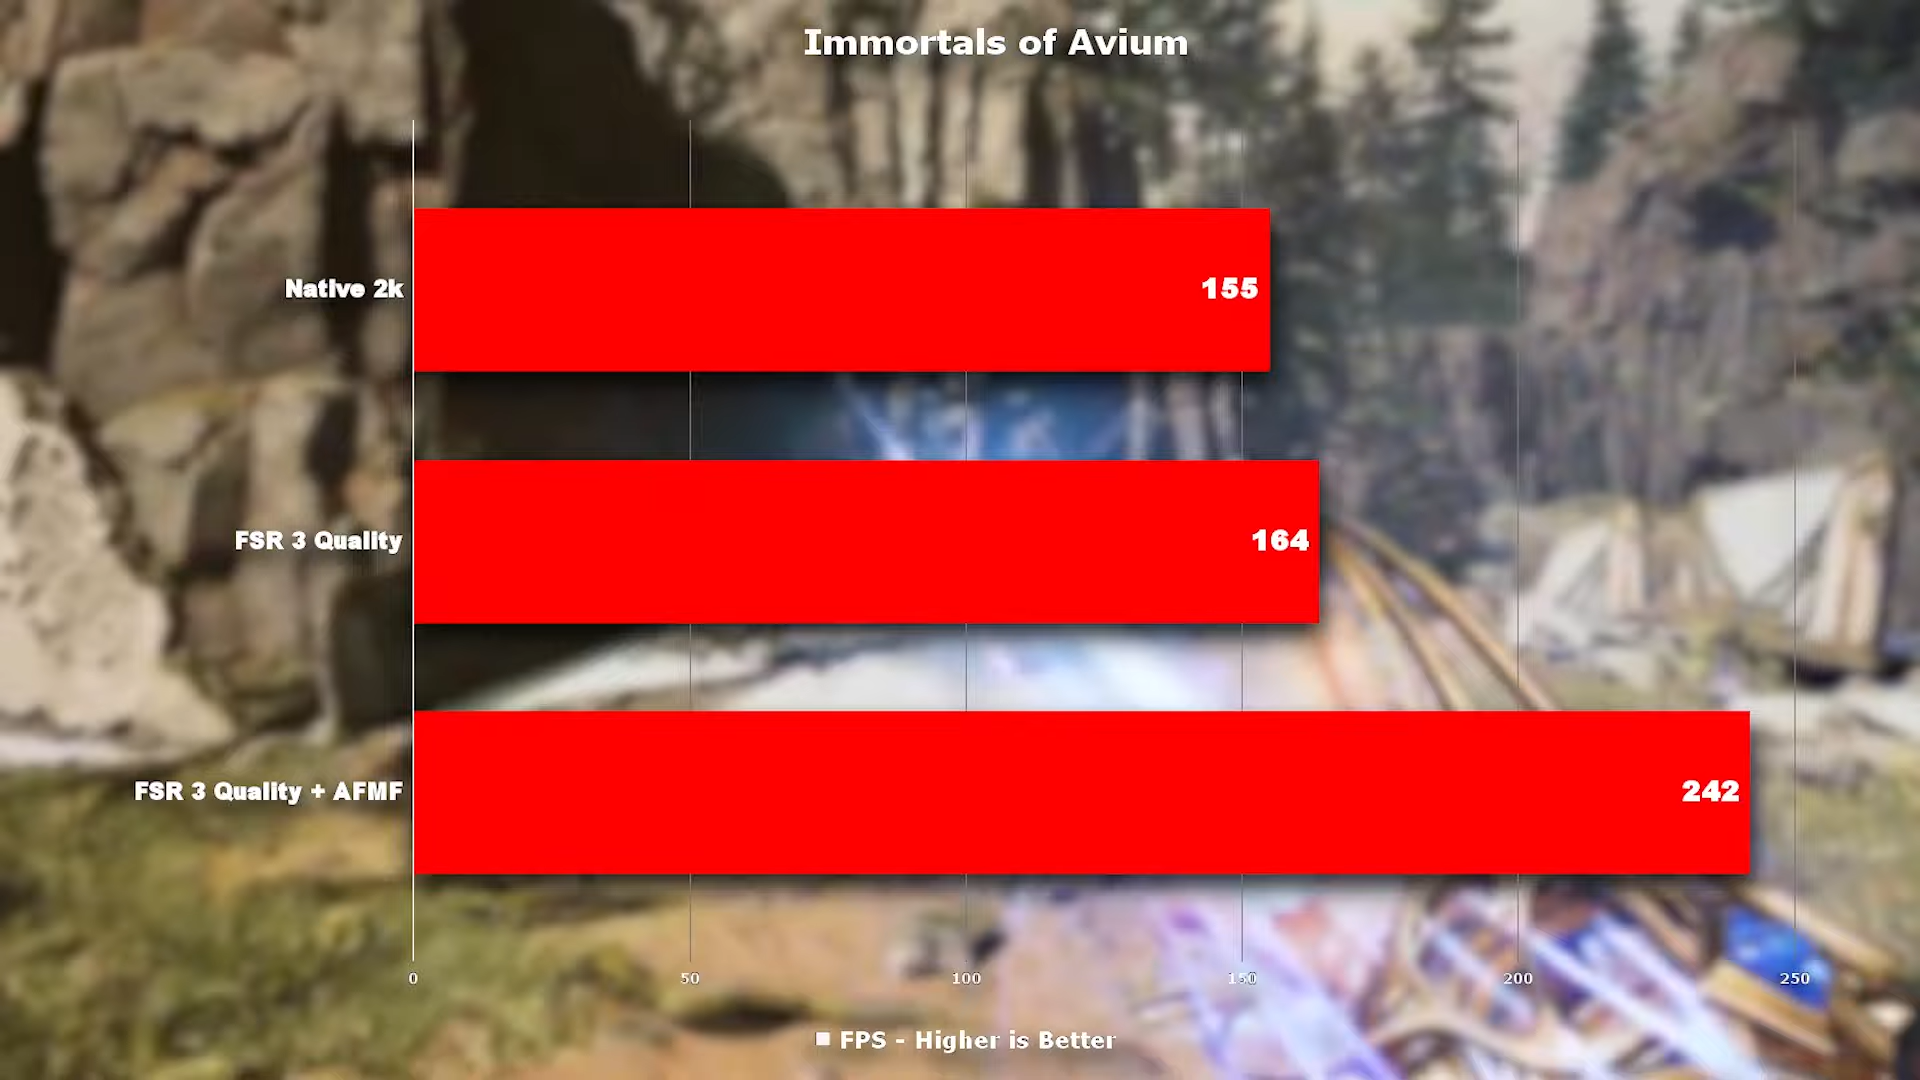 Immortals of Avium
Native 2k
155
FSR 3 Quality
164
FSR 3 Quality + AFMF
242
0 50 100 150 200 250
FPS - Higher is Better